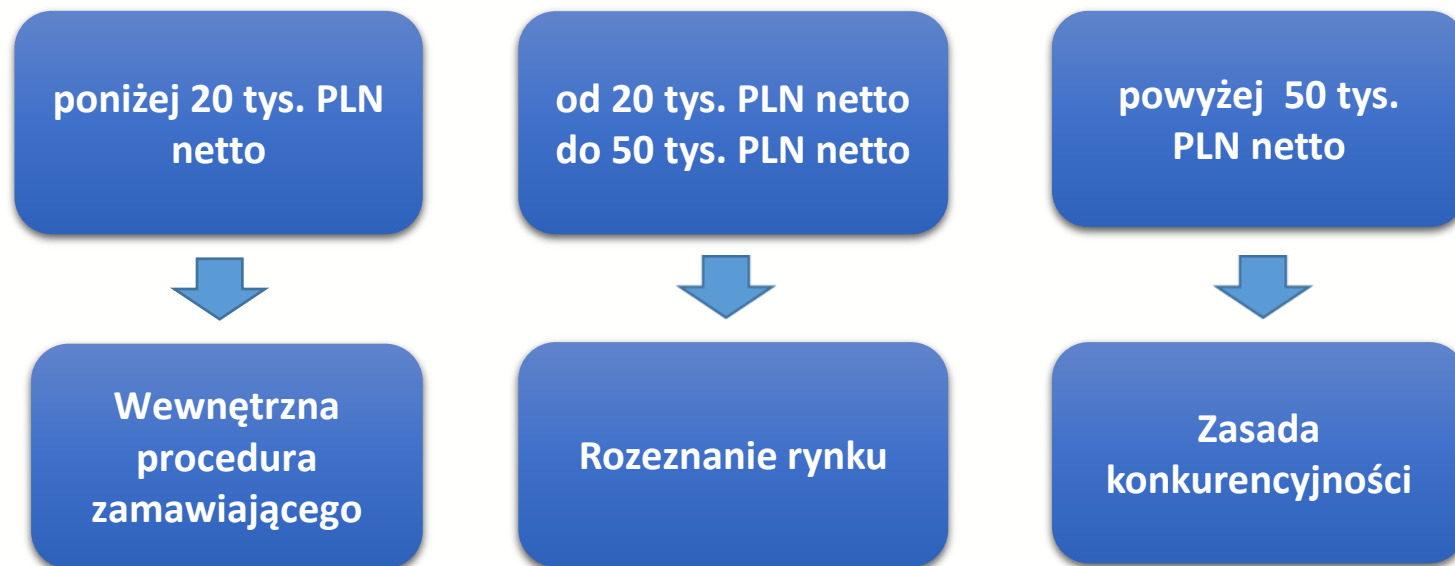 poniżej 20 tys. PLN
netto
od 20 tys. PLN netto
do 50 tys. PLN netto
powyżej 50 tys.
PLN netto
Wewnętrzna
procedura
zamawiającego
Rozeznanie rynku
Zasada
konkurencyjności